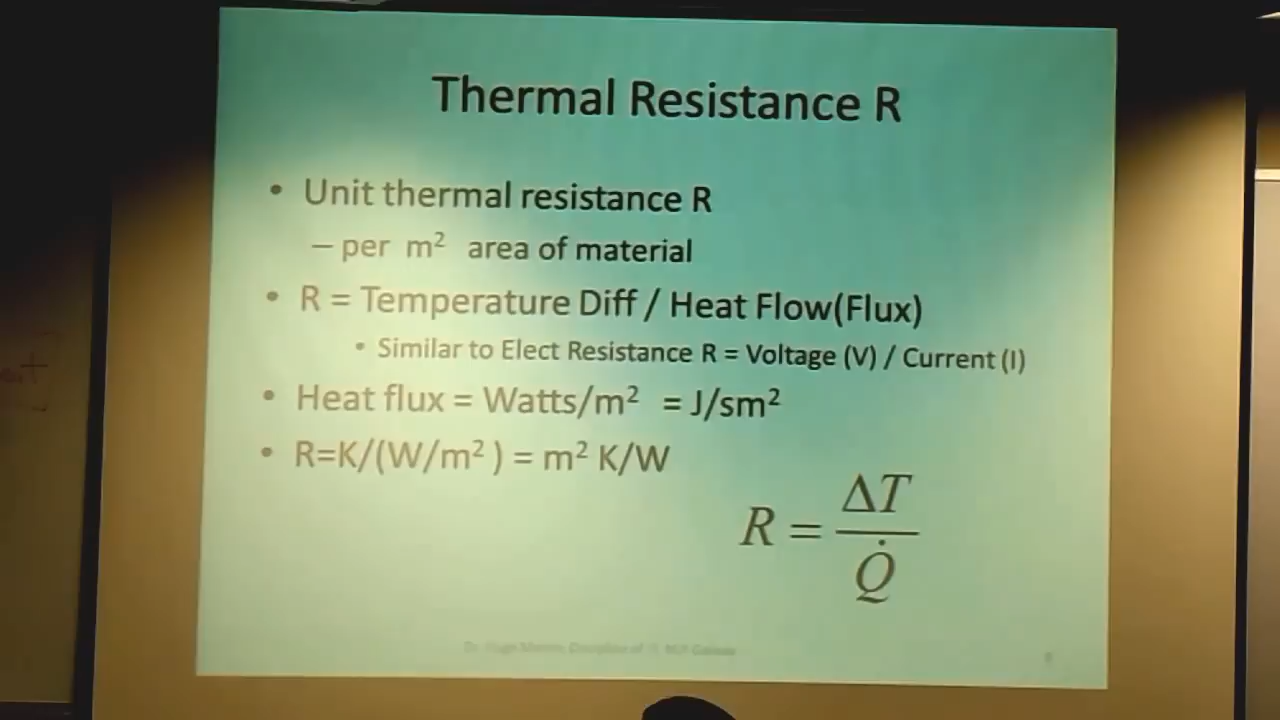 Thermal Resistance R
• Unit thermal resistance R
– per m² area of material
• R = Temperature Diff / Heat Flow(Flux)
• Similar to Elect Resistance R = Voltage (V) / Current (I)
• Heat flux = Watts/m² = J/sm²
• R=K/(W/m² ) = m² K/W
R = ΔT / Q̇